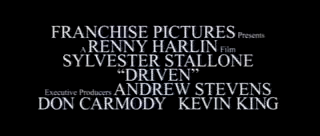 FRANCHISE PICTURES Presents
A RENNY HARLIN Film
SYLVESTER STALLONE
“DRIVEN”
Executive Producers ANDREW STEVENS
DON CARMODY KEVIN KING